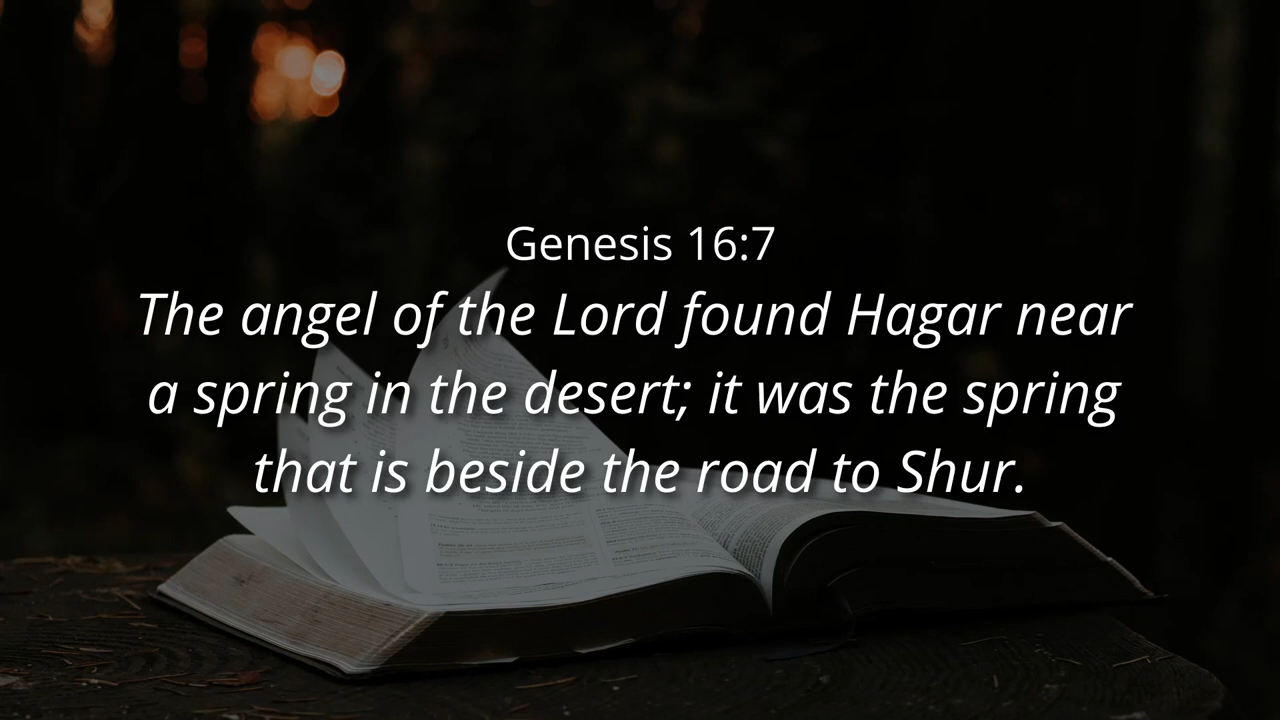 Genesis 16:7
The angel of the Lord found Hagar near
a spring in the desert; it was the spring
that is beside the road to Shur.